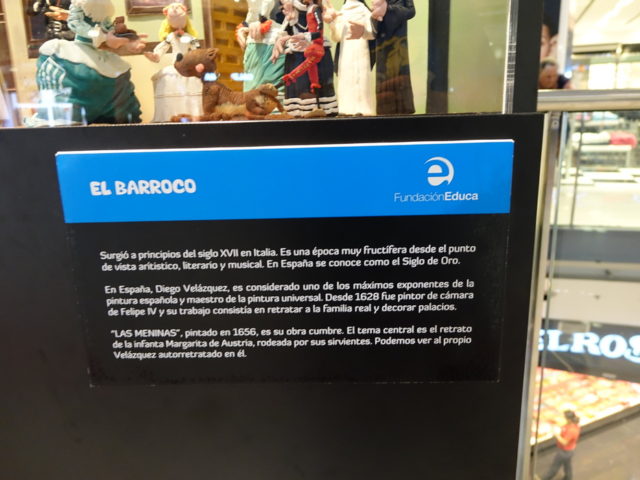 EL BARROCO
e
FundaciónEduca
Surgió a principios del siglo XVII en Italia. Es una época muy fructífera desde el punto
de vista aritistico, literario y musical. En España se conoce como el Siglo de Oro.
En España, Diego Velázquez, es considerado uno de los máximos exponentes de la
pintura española y maestro de la pintura universal. Desde 1628 fue pintor de cámara
de Felipe IV y su trabajo consistía en retratar a la familia real y decorar palacios.
"LAS MENINAS", pintado en 1656, es su obra cumbre. El tema central es el retrato
de la infanta Margarita de Austria, rodeada por sus sirvientes. Podemos ver al propio
Velázquez autorretratado en él.
ELROS